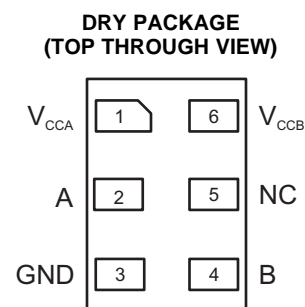 DRY PACKAGE
(TOP THROUGH VIEW)
VCCA 1 6 VCCB
A 2 5 NC
GND 3 4 B